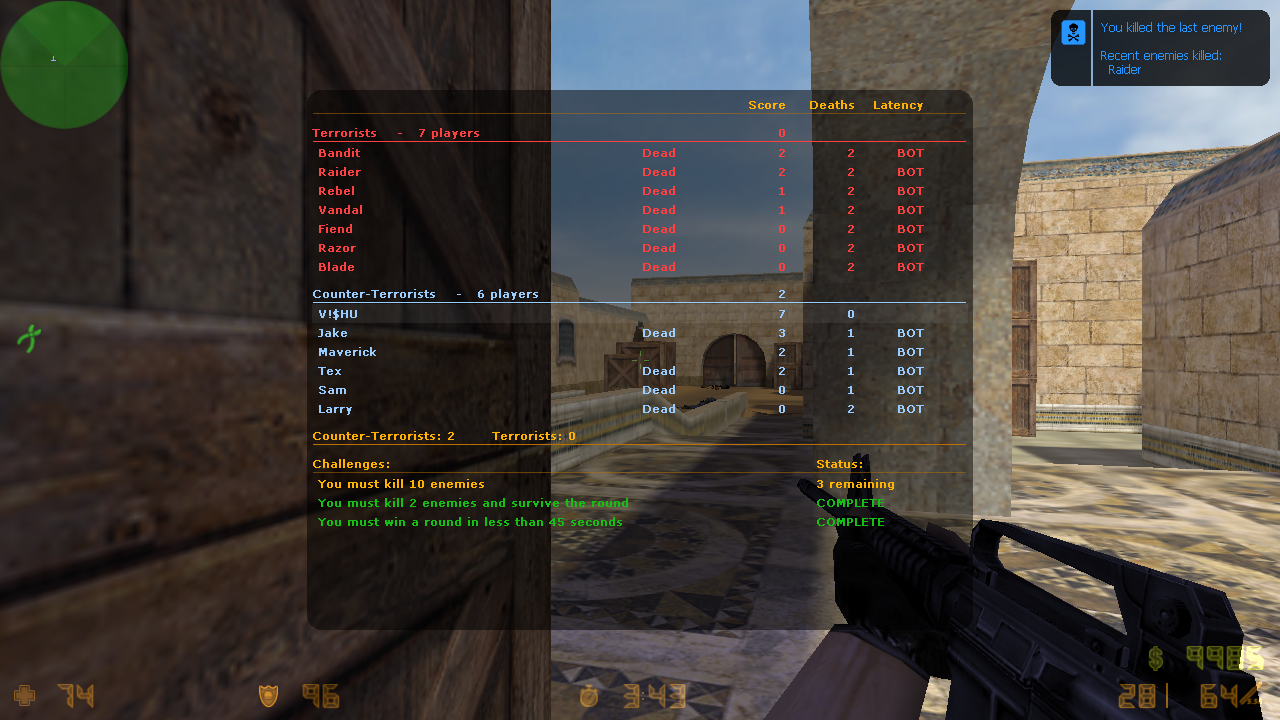 You killed the last enemy!
Recent enemies killed:
Raider
Score Deaths Latency
Terrorists - 7 players 0
Bandit Dead 2 2 BOT
Raider Dead 2 2 BOT
Rebel Dead 1 2 BOT
Vandal Dead 1 2 BOT
Fiend Dead 0 2 BOT
Razor Dead 0 2 BOT
Blade Dead 0 2 BOT
Counter-Terrorists - 6 players 2
V!$HU 7 0
Jake Dead 3 1 BOT
Maverick 2 1 BOT
Tex Dead 2 1 BOT
Sam Dead 0 1 BOT
Larry Dead 0 2 BOT
Counter-Terrorists: 2 Terrorists: 0
Challenges: Status:
You must kill 10 enemies 3 remaining
You must kill 2 enemies and survive the round COMPLETE
You must win a round in less than 45 seconds COMPLETE
74 96 3:43 28| 64